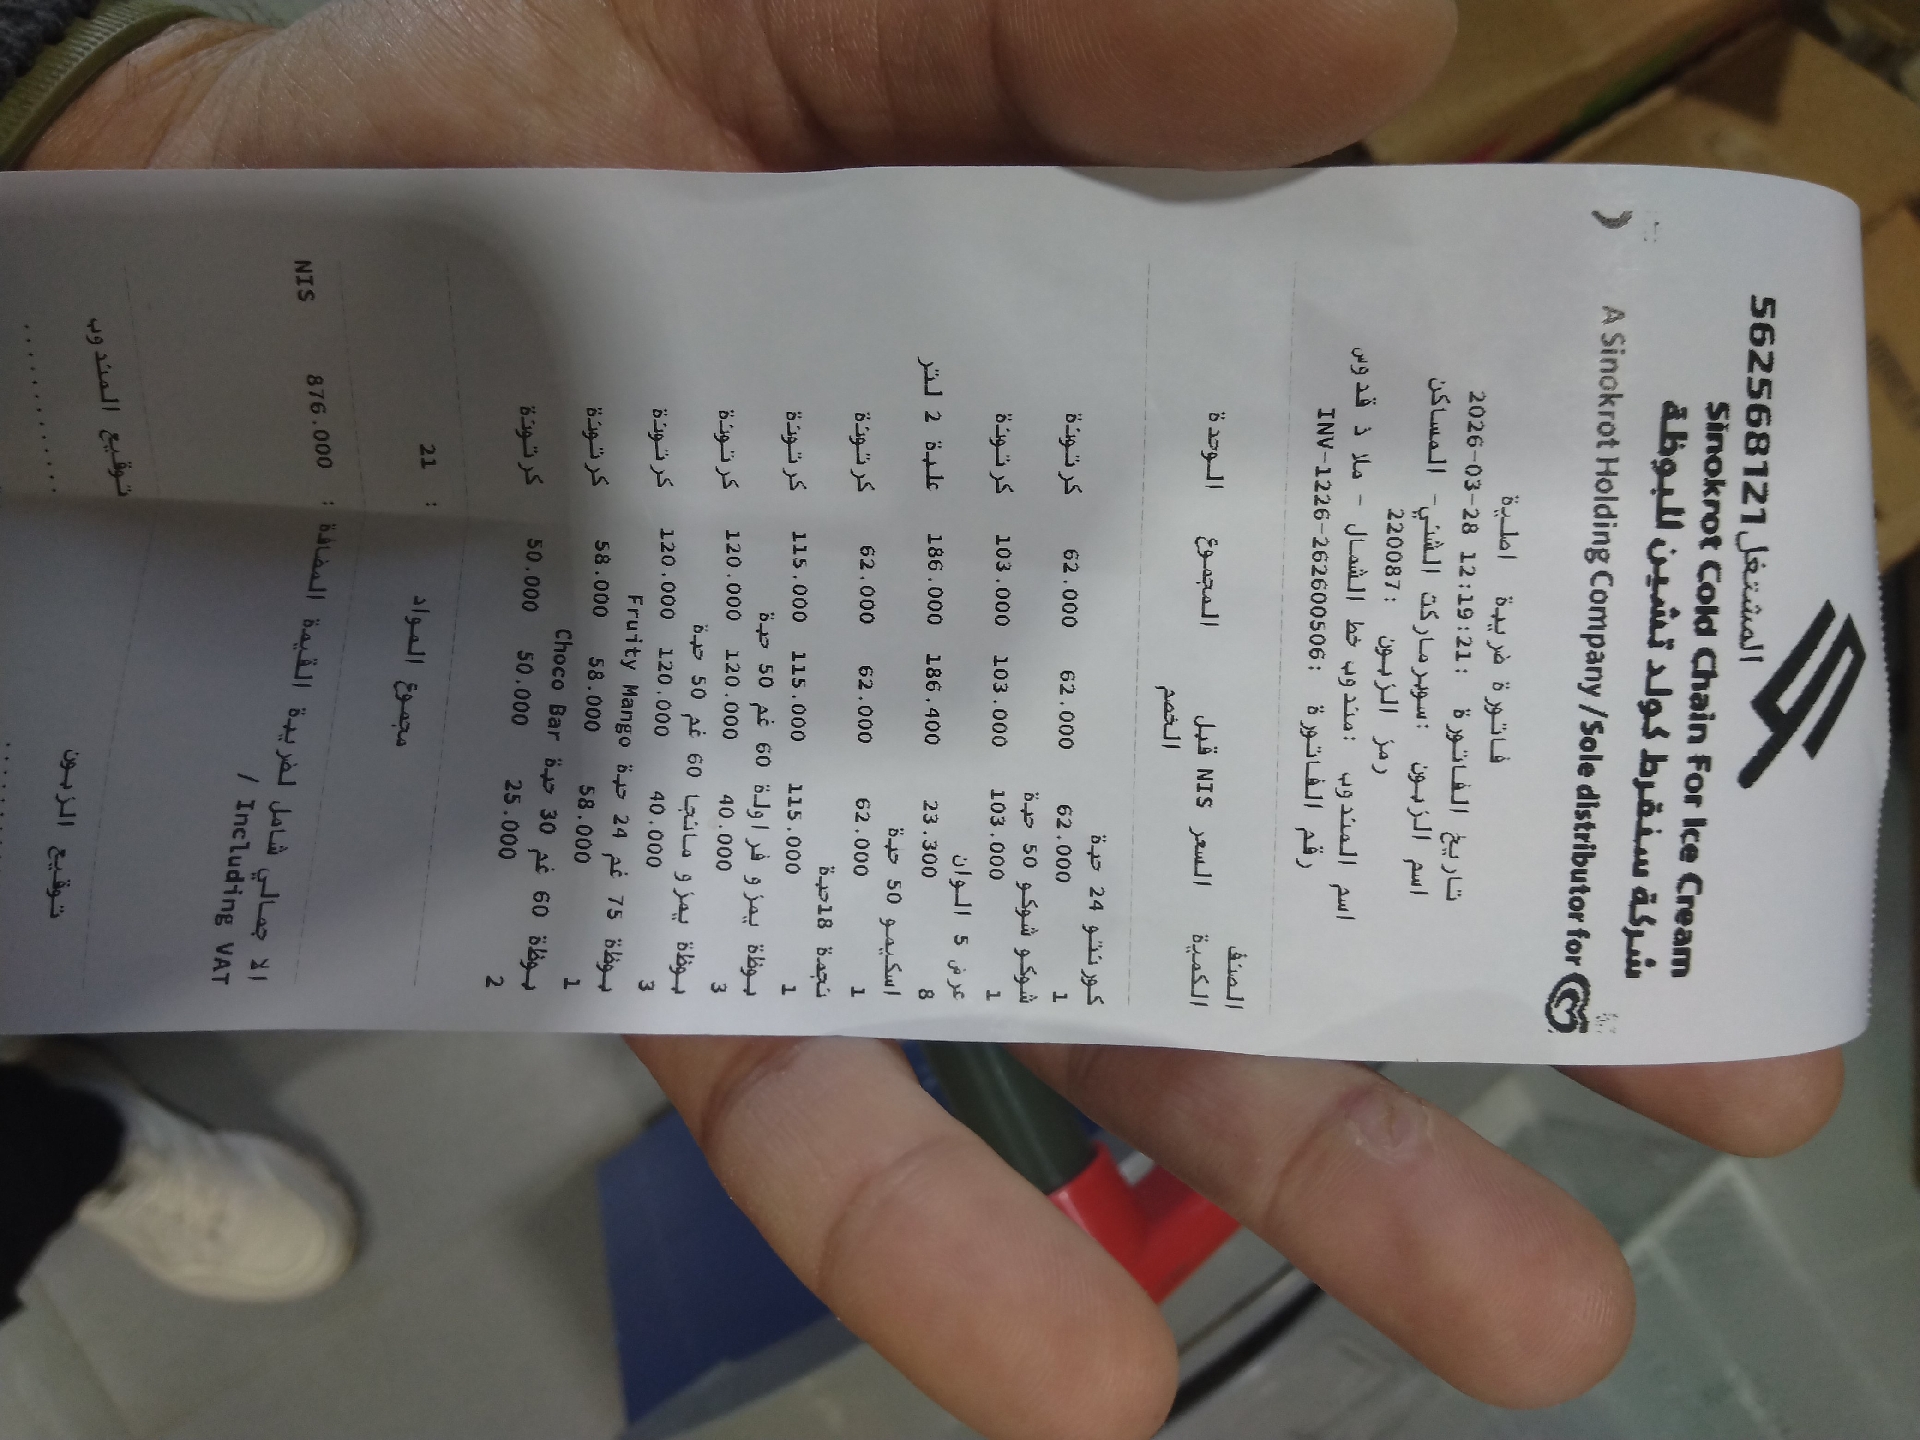 المشتغل 562568121
Sinokrot Cold Chain For Ice Cream
شركة سنقرط كولد تشين للبوظة
A Sinokrot Holding Company /Sole distributor for
فاتورة ضريبة اصلية
تاريخ الفاتورة :2026-03-28 12:19:21
اسم الزبون :سوبرماركت الشني- المساكن
رمز الزبون :220087
اسم المندوب :مندوب خط الشمال - ملا ذ قدوس
رقم الفاتورة :INV-1226-262600506
الصنف
الكمية السعر NIS قبل المجموع الوحدة
الخصم
كورنتو 24 حبة
1 62.000 62.000 62.000 كرتونة
شوكو شوكو 50 حبة
1 103.000 103.000 103.000 كرتونة
عرض 5 الوان
8 23.300 186.400 186.000 علبة 2 لتر
اسكيمو 50 حبة
1 62.000 62.000 62.000 كرتونة
نجمة 18حبة
1 115.000 115.000 115.000 كرتونة
بوظة يمزو فراولة 60 غم 50 حبة
3 40.000 120.000 120.000 كرتونة
بوظة يمزو مانجا 60 غم 50 حبة
3 40.000 120.000 120.000 كرتونة
بوظة 75 غم 24 حبة Fruity Mango
1 58.000 58.000 58.000 كرتونة
بوظة 60 غم 30 حبة Choco Bar
2 25.000 50.000 50.000 كرتونة
مجموع المواد : 21
الا جمالي شامل لضريبة القيمة المضافة : 876.000 NIS
/ Including VAT
توقيع الزبون توقيع المندوب